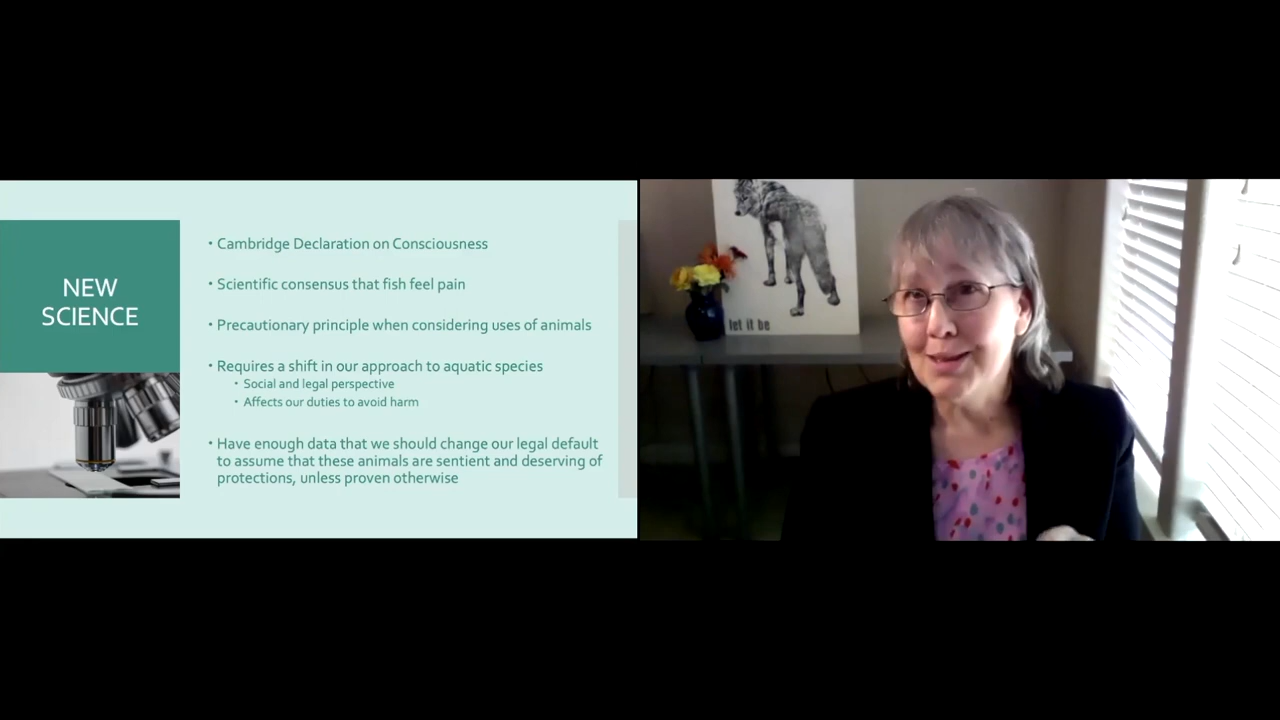 NEW
SCIENCE
• Cambridge Declaration on Consciousness
• Scientific consensus that fish feel pain
• Precautionary principle when considering uses of animals
• Requires a shift in our approach to aquatic species
• Social and legal perspective
• Affects our duties to avoid harm
• Have enough data that we should change our legal default
to assume that these animals are sentient and deserving of
protections, unless proven otherwise
let it be